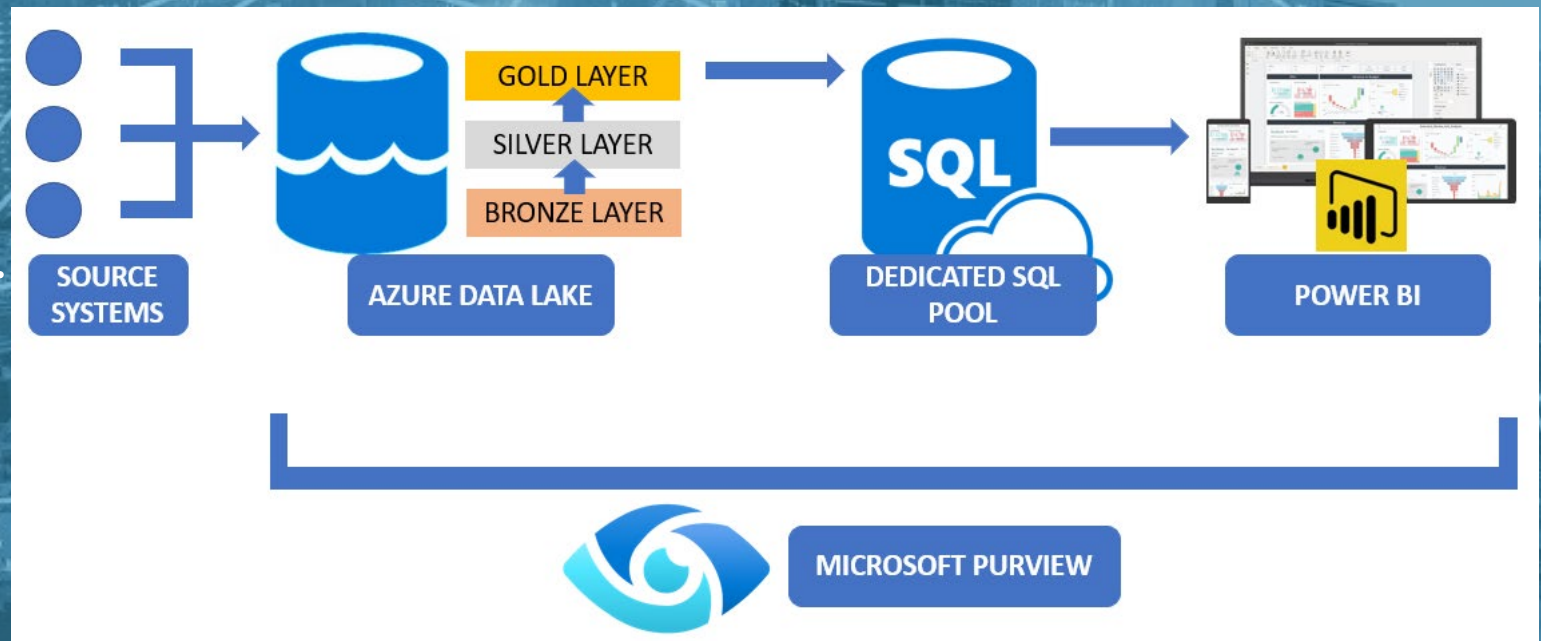 GOLD LAYER
SILVER LAYER
BRONZE LAYER
SQL
SOURCE
SYSTEMS
AZURE DATA LAKE
DEDICATED SQL
POOL
POWER BI
MICROSOFT PURVIEW